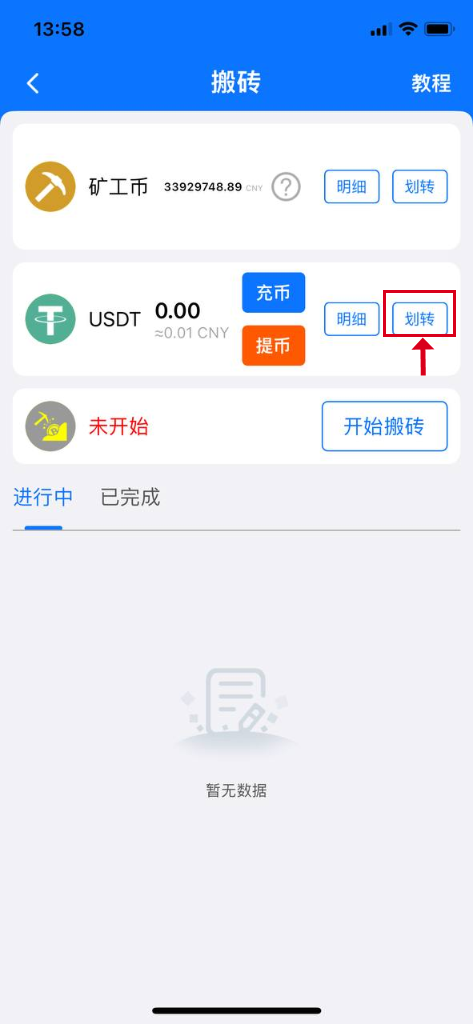 13:58
搬砖
教程
矿工币 33929748.89 CNY ? 明细 划转
充币
USDT 0.00 明细 划转
≈0.01 CNY
提币
未开始 开始搬砖
进行中 已完成
暂无数据